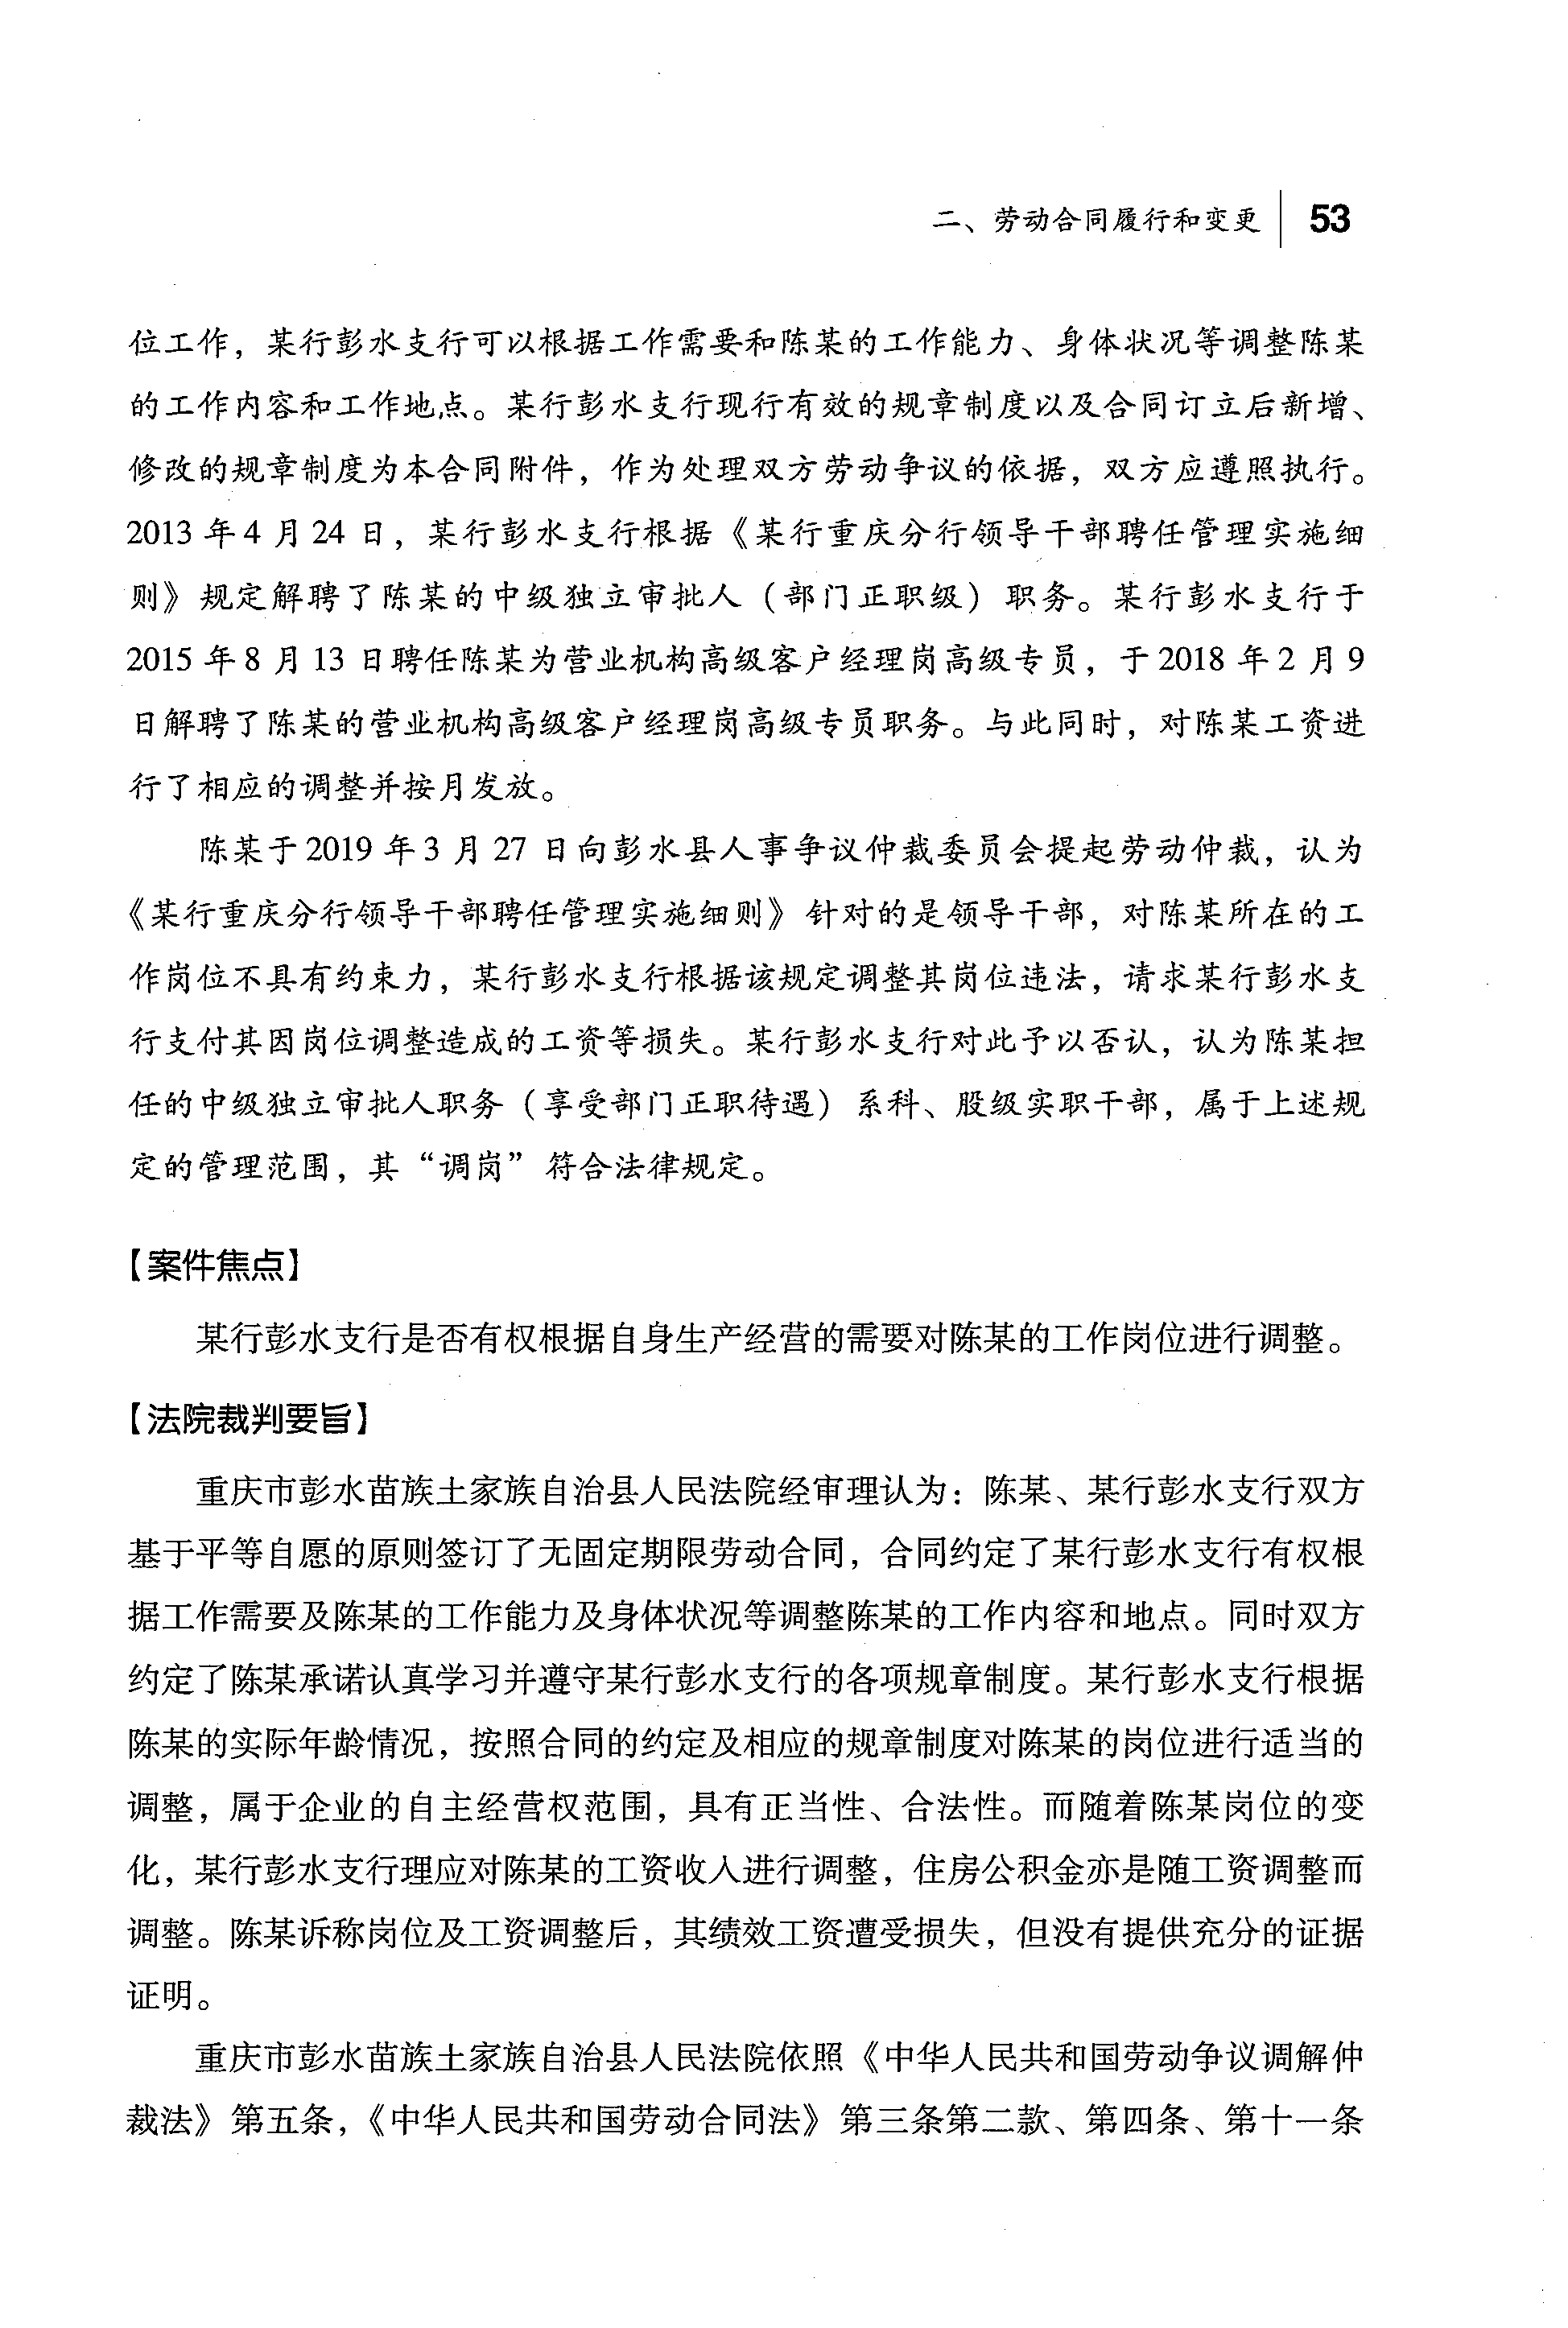 二、劳动合同履行和变更 53
位工作，某行彭水支行可以根据工作需要和陈某的工作能力、身体状况等调整陈某
的工作内容和工作地点。某行彭水支行现行有效的规章制度以及合同订立后新增、
修改的规章制度为本合同附件，作为处理双方劳动争议的依据，双方应遵照执行。
2013 年 4 月 24 日，某行彭水支行根据《某行重庆分行领导干部聘任管理实施细
则》规定解聘了陈某的中级独立审批人（部门正职级）职务。某行彭水支行于
2015 年 8 月 13 日聘任陈某为营业机构高级客户经理岗高级专员，于 2018 年 2 月 9
日解聘了陈某的营业机构高级客户经理岗高级专员职务。与此同时，对陈某工资进
行了相应的调整并按月发放。
陈某于 2019 年 3 月 27 日向彭水县人事争议仲裁委员会提起劳动仲裁，认为
《某行重庆分行领导干部聘任管理实施细则》针对的是领导干部，对陈某所在的工
作岗位不具有约束力，某行彭水支行根据该规定调整其岗位违法，请求某行彭水支
行支付其因岗位调整造成的工资等损失。某行彭水支行对此予以否认，认为陈某担
任的中级独立审批人职务（享受部门正职待遇）系科、股级实职干部，属于上述规
定的管理范围，其“调岗”符合法律规定。
【案件焦点】
某行彭水支行是否有权根据自身生产经营的需要对陈某的工作岗位进行调整。
【法院裁判要旨】
重庆市彭水苗族土家族自治县人民法院经审理认为：陈某、某行彭水支行双方
基于平等自愿的原则签订了无固定期限劳动合同，合同约定了某行彭水支行有权根
据工作需要及陈某的工作能力及身体状况等调整陈某的工作内容和地点。同时双方
约定了陈某承诺认真学习并遵守某行彭水支行的各项规章制度。某行彭水支行根据
陈某的实际年龄情况，按照合同的约定及相应的规章制度对陈某的岗位进行适当的
调整，属于企业的自主经营权范围，具有正当性、合法性。而随着陈某岗位的变
化，某行彭水支行理应对陈某的工资收入进行调整，住房公积金亦是随工资调整而
调整。陈某诉称岗位及工资调整后，其绩效工资遭受损失，但没有提供充分的证据
证明。
重庆市彭水苗族土家族自治县人民法院依照《中华人民共和国劳动争议调解仲
裁法》第五条，《中华人民共和国劳动合同法》第三条第二款、第四条、第十一条